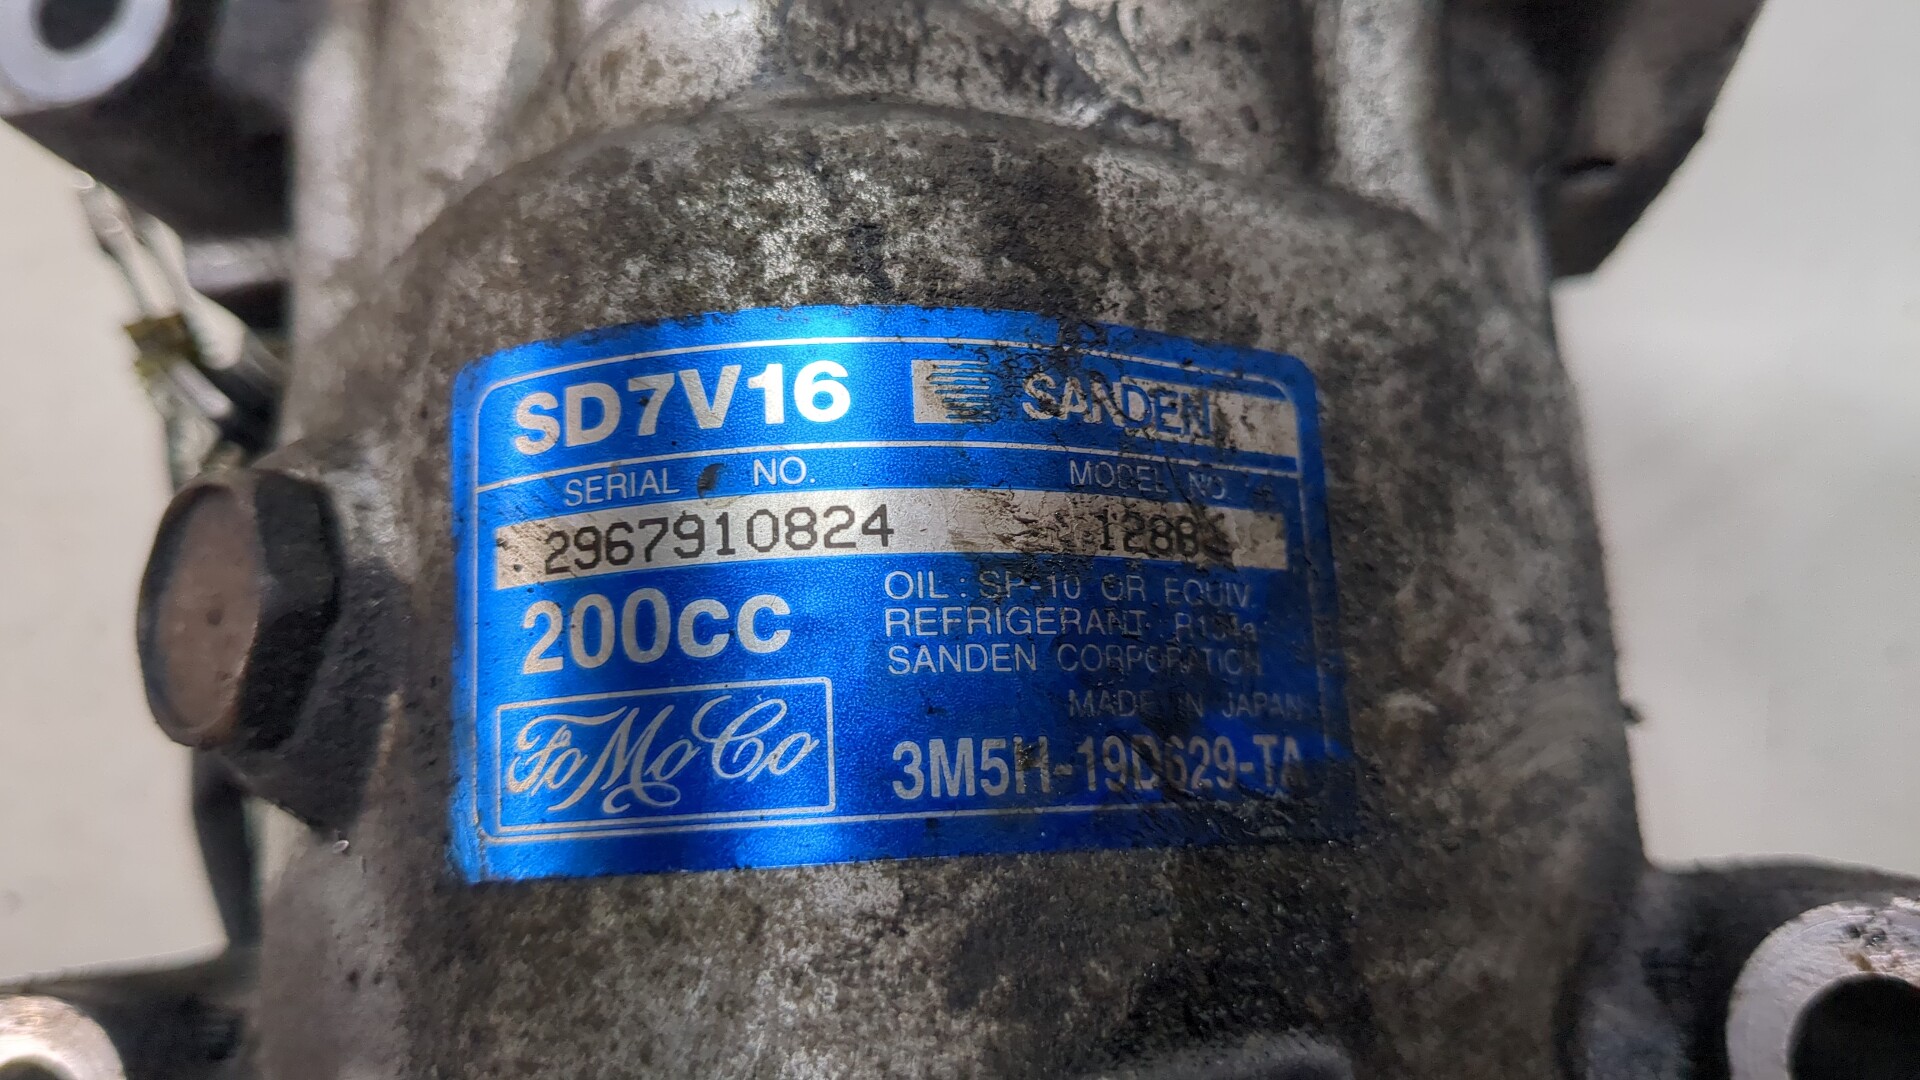 SD7V16 SANDEN
SERIAL NO. MODEL NO.
2967910824
200cc
OIL : SP-10 OR EQUIV.
REFRIGERANT : R134a
SANDEN CORPORATION
MADE IN JAPAN
FoMoCo
3M5H-19D629-TA